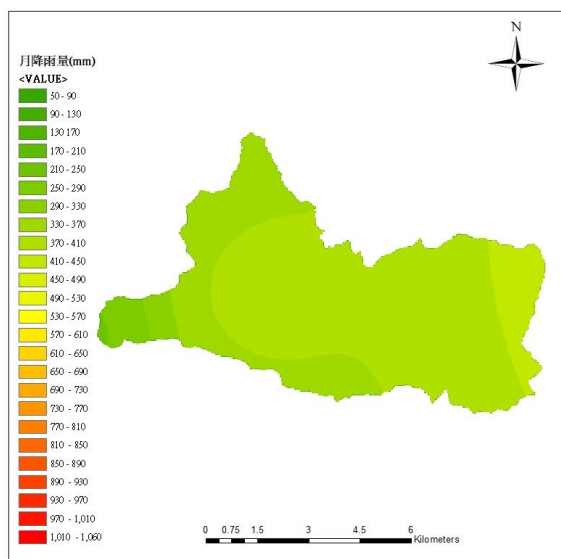 N
月降雨量(mm)
<VALUE>
50 - 90
90 - 130
130 170
170 - 210
210 - 250
250 - 290
290 - 330
330 - 370
370 - 410
410 - 450
450 - 490
490 - 530
530 - 570
570 - 610
610 - 650
650 - 690
690 - 730
730 - 770
770 - 810
810 - 850
850 - 890
890 - 930
930 - 970
970 - 1,010
1,010 - 1,060
0 0.75 1.5 3 4.5 6
Kilometers